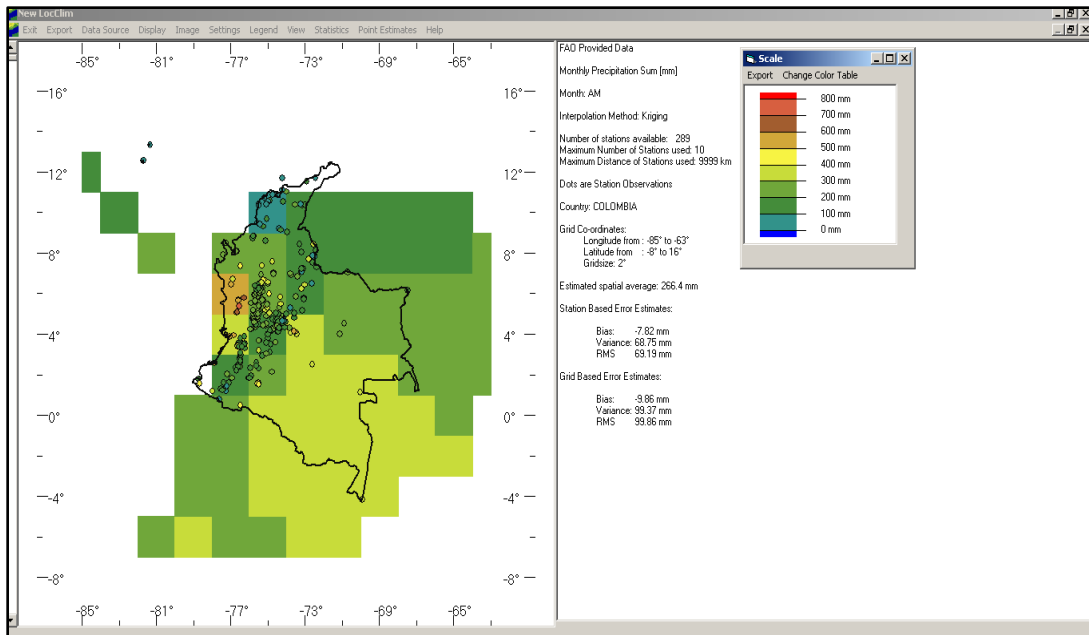 New LocClim
Exit Export Data Source Display Image Settings Legend View Statistics Point Estimates Help
-85° -81° -77° -73° -69° -65°
16° 16°
12° 12°
8° 8°
4° 4°
0° 0°
-4° -4°
-8° -8°
-85° -81° -77° -73° -69° -65°
FAO Provided Data
Monthly Precipitation Sum [mm]
Month: AM
Interpolation Method: Kriging
Number of stations available: 289
Maximum Number of Stations used: 10
Maximum Distance of Stations used: 9999 km
Dots are Station Observations
Country: COLOMBIA
Grid Co-ordinates:
Longitude from : -85° to -63°
Latitude from : -8° to 16°
Gridsize: 2°
Estimated spatial average: 266.4 mm
Station Based Error Estimates:
Bias: -7.82 mm
Variance: 68.75 mm
RMS 69.19 mm
Grid Based Error Estimates:
Bias: -9.86 mm
Variance: 99.37 mm
RMS 99.86 mm
Scale
Export Change Color Table
800 mm
700 mm
600 mm
500 mm
400 mm
300 mm
200 mm
100 mm
0 mm